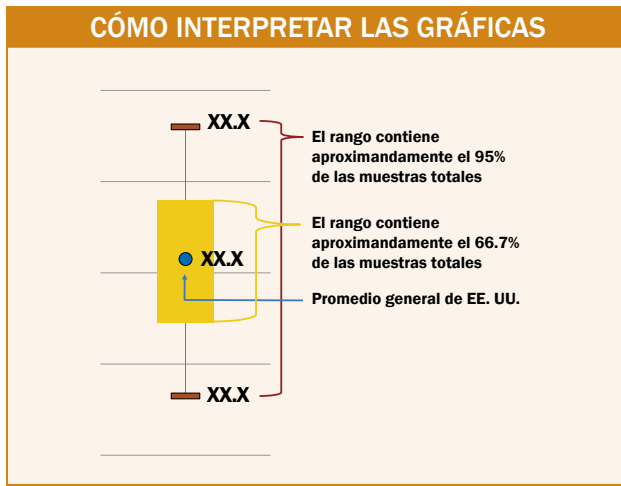 CÓMO INTERPRETAR LAS GRÁFICAS
XX.X
El rango contiene
aproximandamente el 95%
de las muestras totales
El rango contiene
aproximandamente el 66.7%
de las muestras totales
XX.X
Promedio general de EE. UU.
XX.X